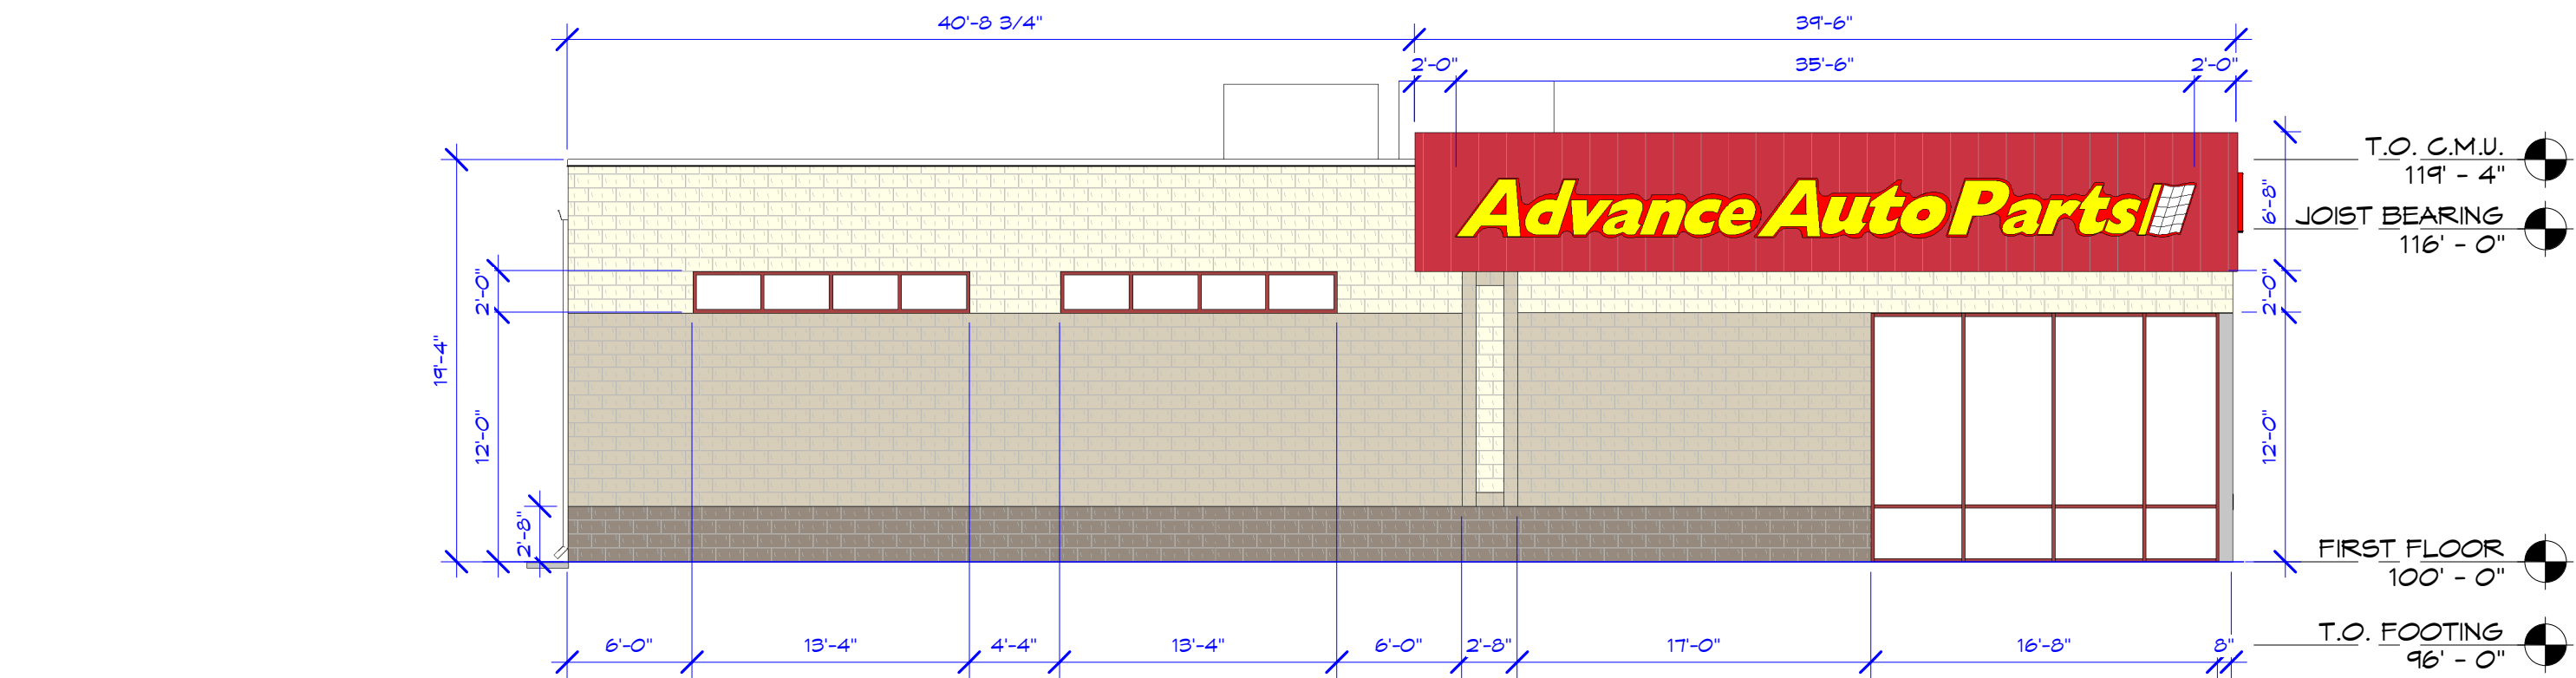 40'-8 3/4"
39'-6"
2'-0"
35'-6"
2'-0"
Advance Auto Parts
T.O. C.M.U.
119' - 4"
JOIST BEARING
116' - 0"
6'-8"
2'-0"
2'-0"
19'-4"
12'-0"
12'-0"
2'-8"
FIRST FLOOR
100' - 0"
6'-0"
13'-4"
4'-4"
13'-4"
6'-0"
2'-8"
17'-0"
16'-8"
8"
T.O. FOOTING
96' - 0"